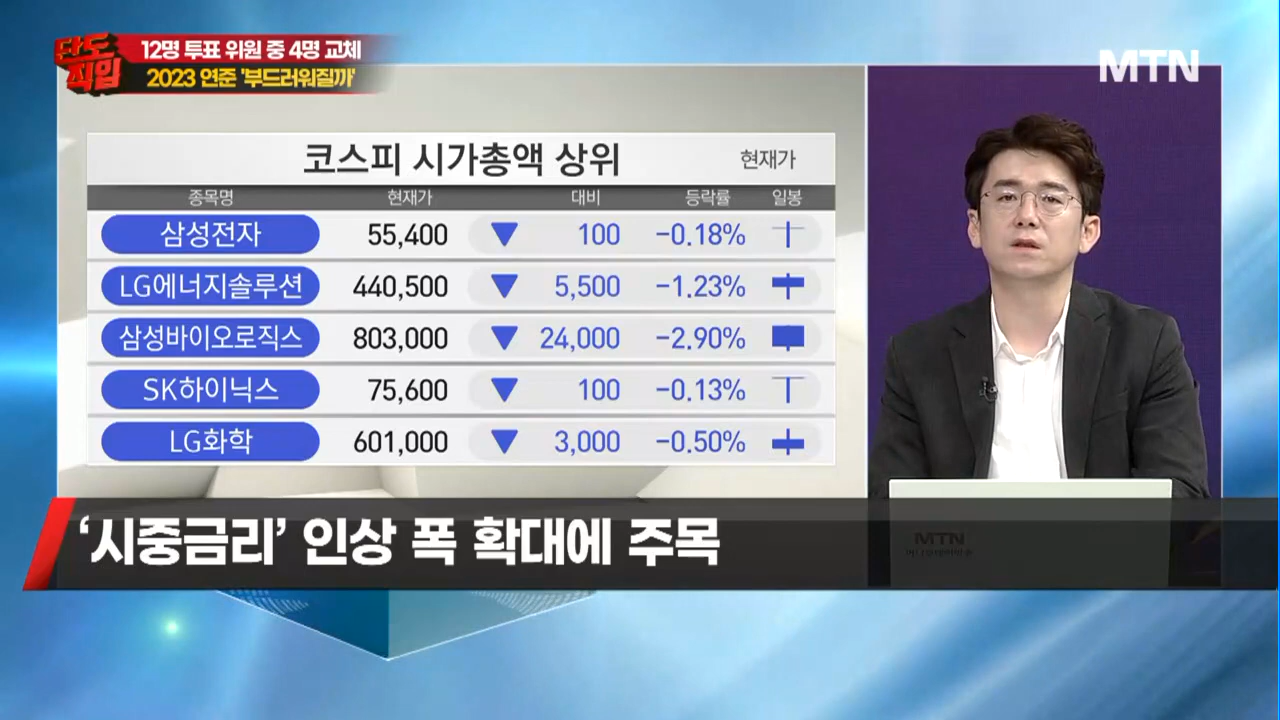 단도
직입
12명 투표 위원 중 4명 교체
2023 연준 '부드러워질까'
MTN
코스피 시가총액 상위
현재가
종목명 현재가 대비 등락률 일봉
삼성전자 55,400 ▼ 100 -0.18%
LG에너지솔루션 440,500 ▼ 5,500 -1.23%
삼성바이오로직스 803,000 ▼ 24,000 -2.90%
SK하이닉스 75,600 ▼ 100 -0.13%
LG화학 601,000 ▼ 3,000 -0.50%
‘시중금리’ 인상 폭 확대에 주목
MTN